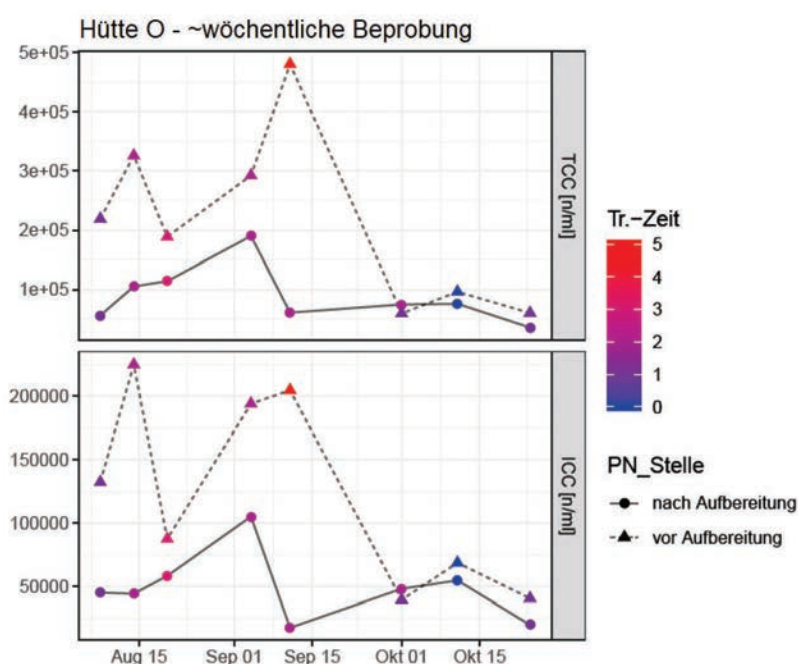 Hütte O - ~wöchentliche Beprobung
5e+05
4e+05
3e+05
2e+05
1e+05
TCC [n/ml]
200000
150000
100000
50000
ICC [n/ml]
Aug 15
Sep 01
Sep 15
Okt 01
Okt 15
Tr.-Zeit
5
4
3
2
1
0
PN_Stelle
nach Aufbereitung
vor Aufbereitung